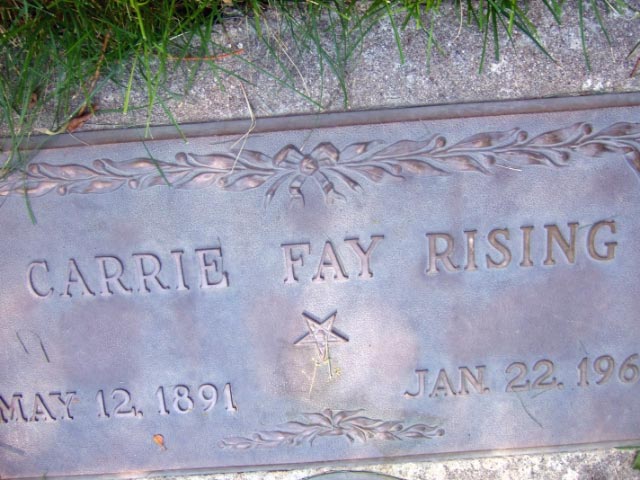 CARRIE FAY RISING
MAY 12, 1891 JAN. 22, 196